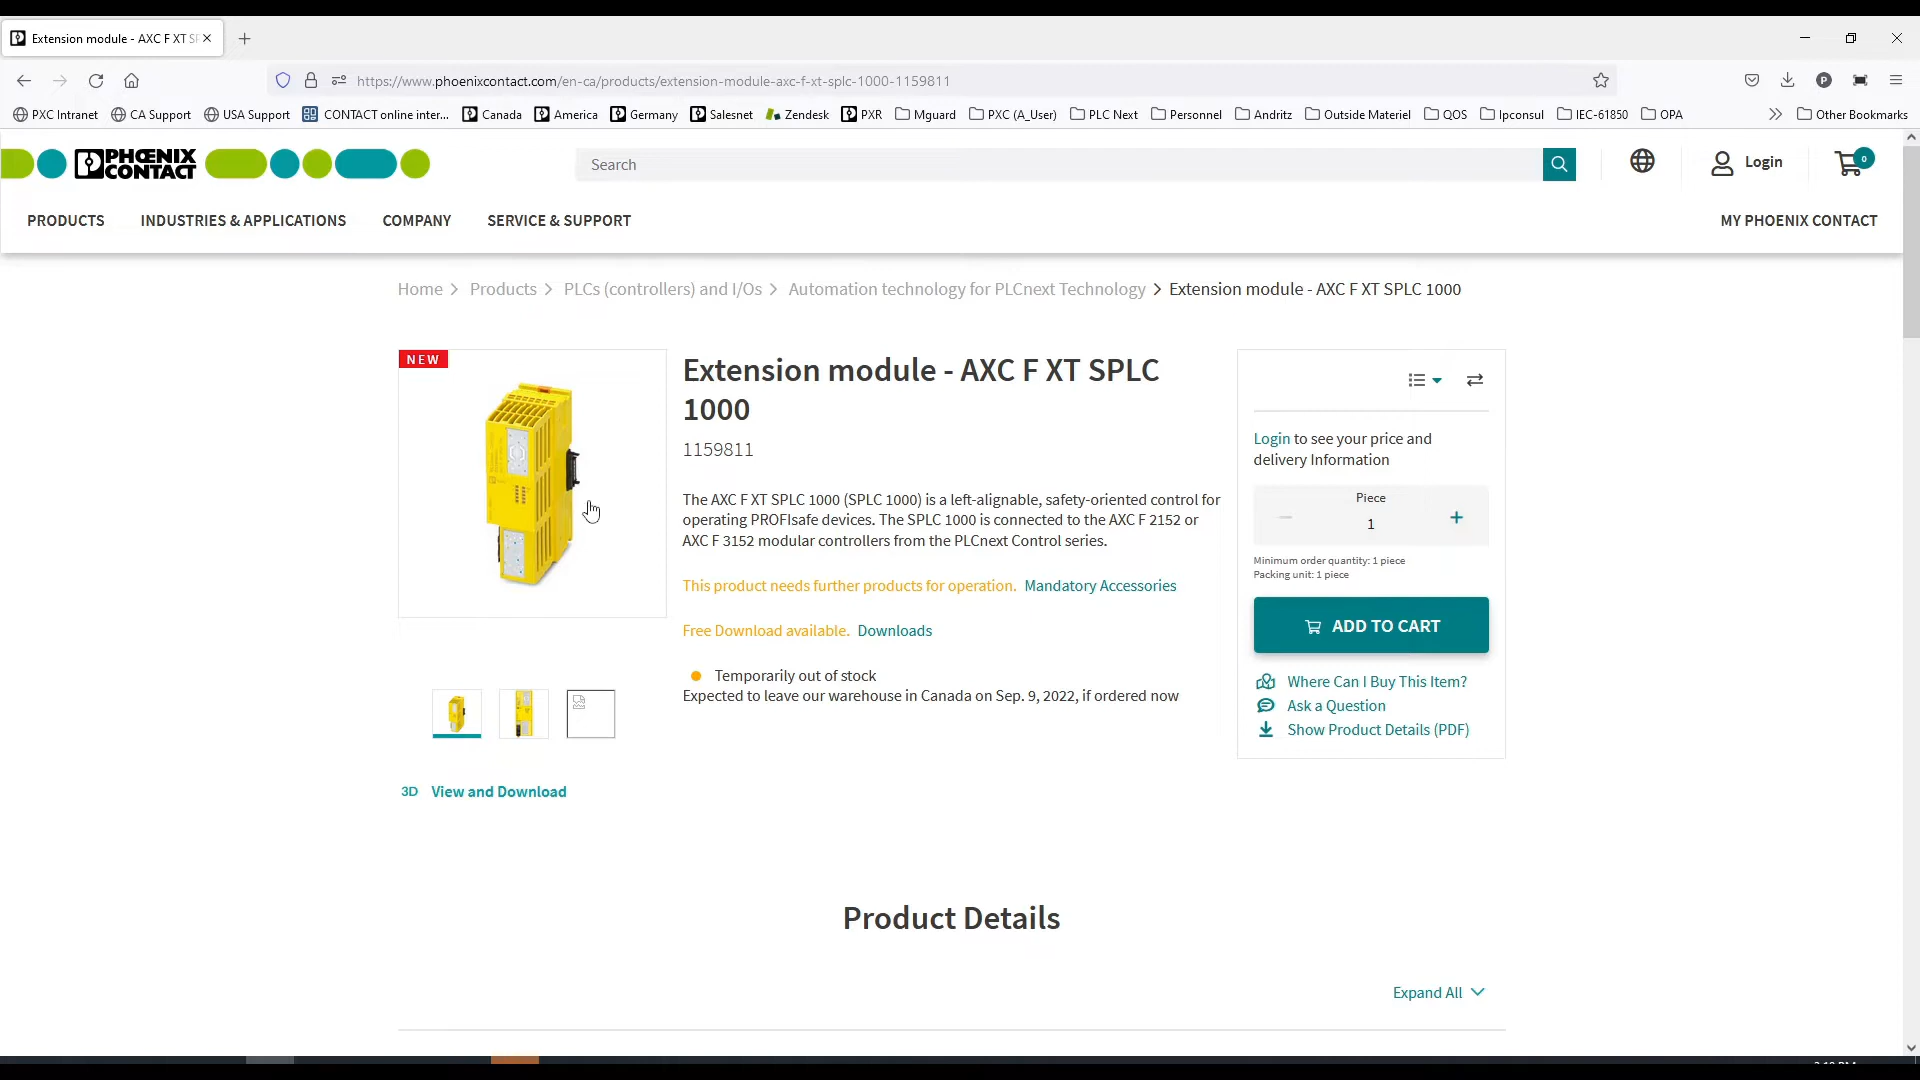 Extension module - AXC F XT SP
https://www.phoenixcontact.com/en-ca/products/extension-module-axc-f-xt-splc-1000-1159811
PXC Intranet
CA Support
USA Support
CONTACT online inter...
Canada
America
Germany
Salesnet
Zendesk
PXR
Mguard
PXC (A_User)
PLC Next
Personnel
Andritz
Outside Materiel
QOS
Ipconsul
IEC-61850
OPA
Other Bookmarks
PHŒNIX
CONTACT
Search
Login
0
PRODUCTS
INDUSTRIES & APPLICATIONS
COMPANY
SERVICE & SUPPORT
MY PHOENIX CONTACT
Home > Products > PLCs (controllers) and I/Os > Automation technology for PLCnext Technology > Extension module - AXC F XT SPLC 1000
NEW
Extension module - AXC F XT SPLC
1000
1159811
The AXC F XT SPLC 1000 (SPLC 1000) is a left-alignable, safety-oriented control for
operating PROFIsafe devices. The SPLC 1000 is connected to the AXC F 2152 or
AXC F 3152 modular controllers from the PLCnext Control series.
This product needs further products for operation. Mandatory Accessories
Free Download available. Downloads
Temporarily out of stock
Expected to leave our warehouse in Canada on Sep. 9, 2022, if ordered now
3D View and Download
Login to see your price and
delivery Information
Piece
1
Minimum order quantity: 1 piece
Packing unit: 1 piece
ADD TO CART
Where Can I Buy This Item?
Ask a Question
Show Product Details (PDF)
Product Details
Expand All